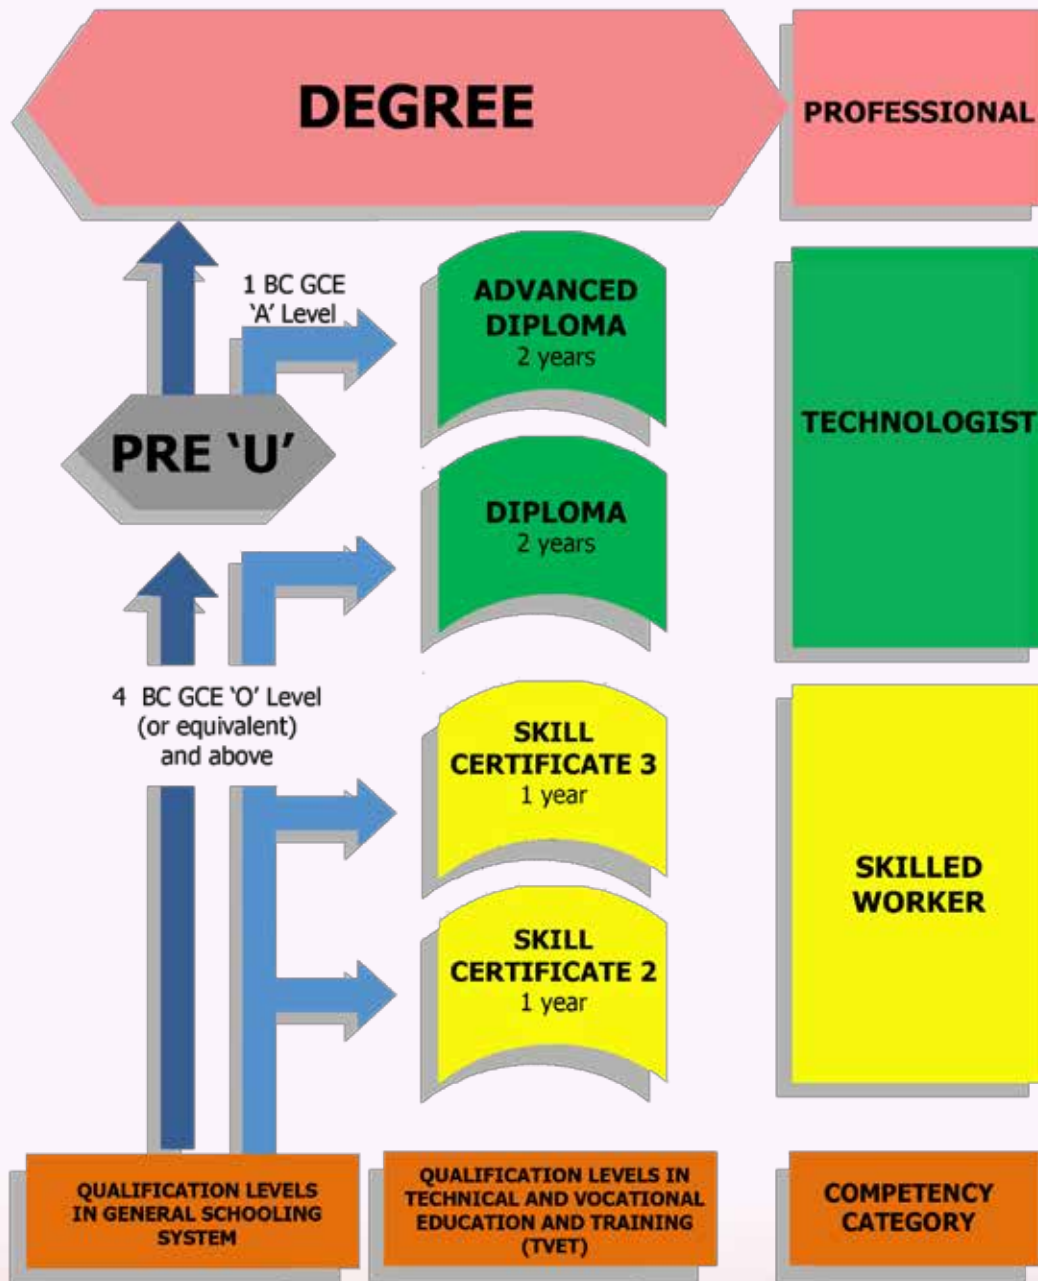 DEGREE
PROFESSIONAL
1 BC GCE
‘A’ Level
ADVANCED
DIPLOMA
2 years
TECHNOLOGIST
PRE ‘U’
DIPLOMA
2 years
4 BC GCE ‘O’ Level
(or equivalent)
and above
SKILL
CERTIFICATE 3
1 year
SKILLED
WORKER
SKILL
CERTIFICATE 2
1 year
QUALIFICATION LEVELS
IN GENERAL SCHOOLING
SYSTEM
QUALIFICATION LEVELS IN
TECHNICAL AND VOCATIONAL
EDUCATION AND TRAINING
(TVET)
COMPETENCY
CATEGORY